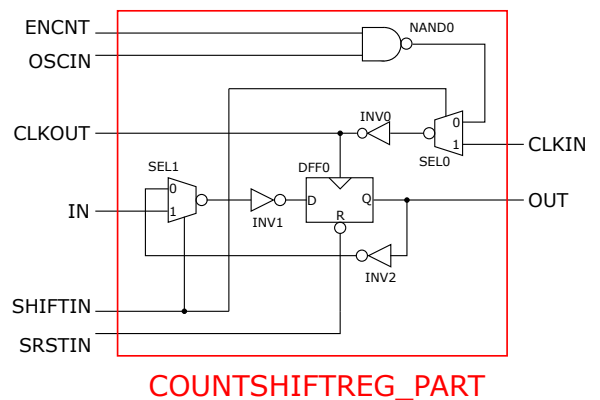 ENCNT
NAND0
OSCIN
INV0
0
CLKOUT
1
CLKIN
SEL0
SEL1
DFF0
0
IN
1
D
Q
OUT
INV1
R
INV2
SHIFTIN
SRSTIN
COUNTSHIFTREG_PART